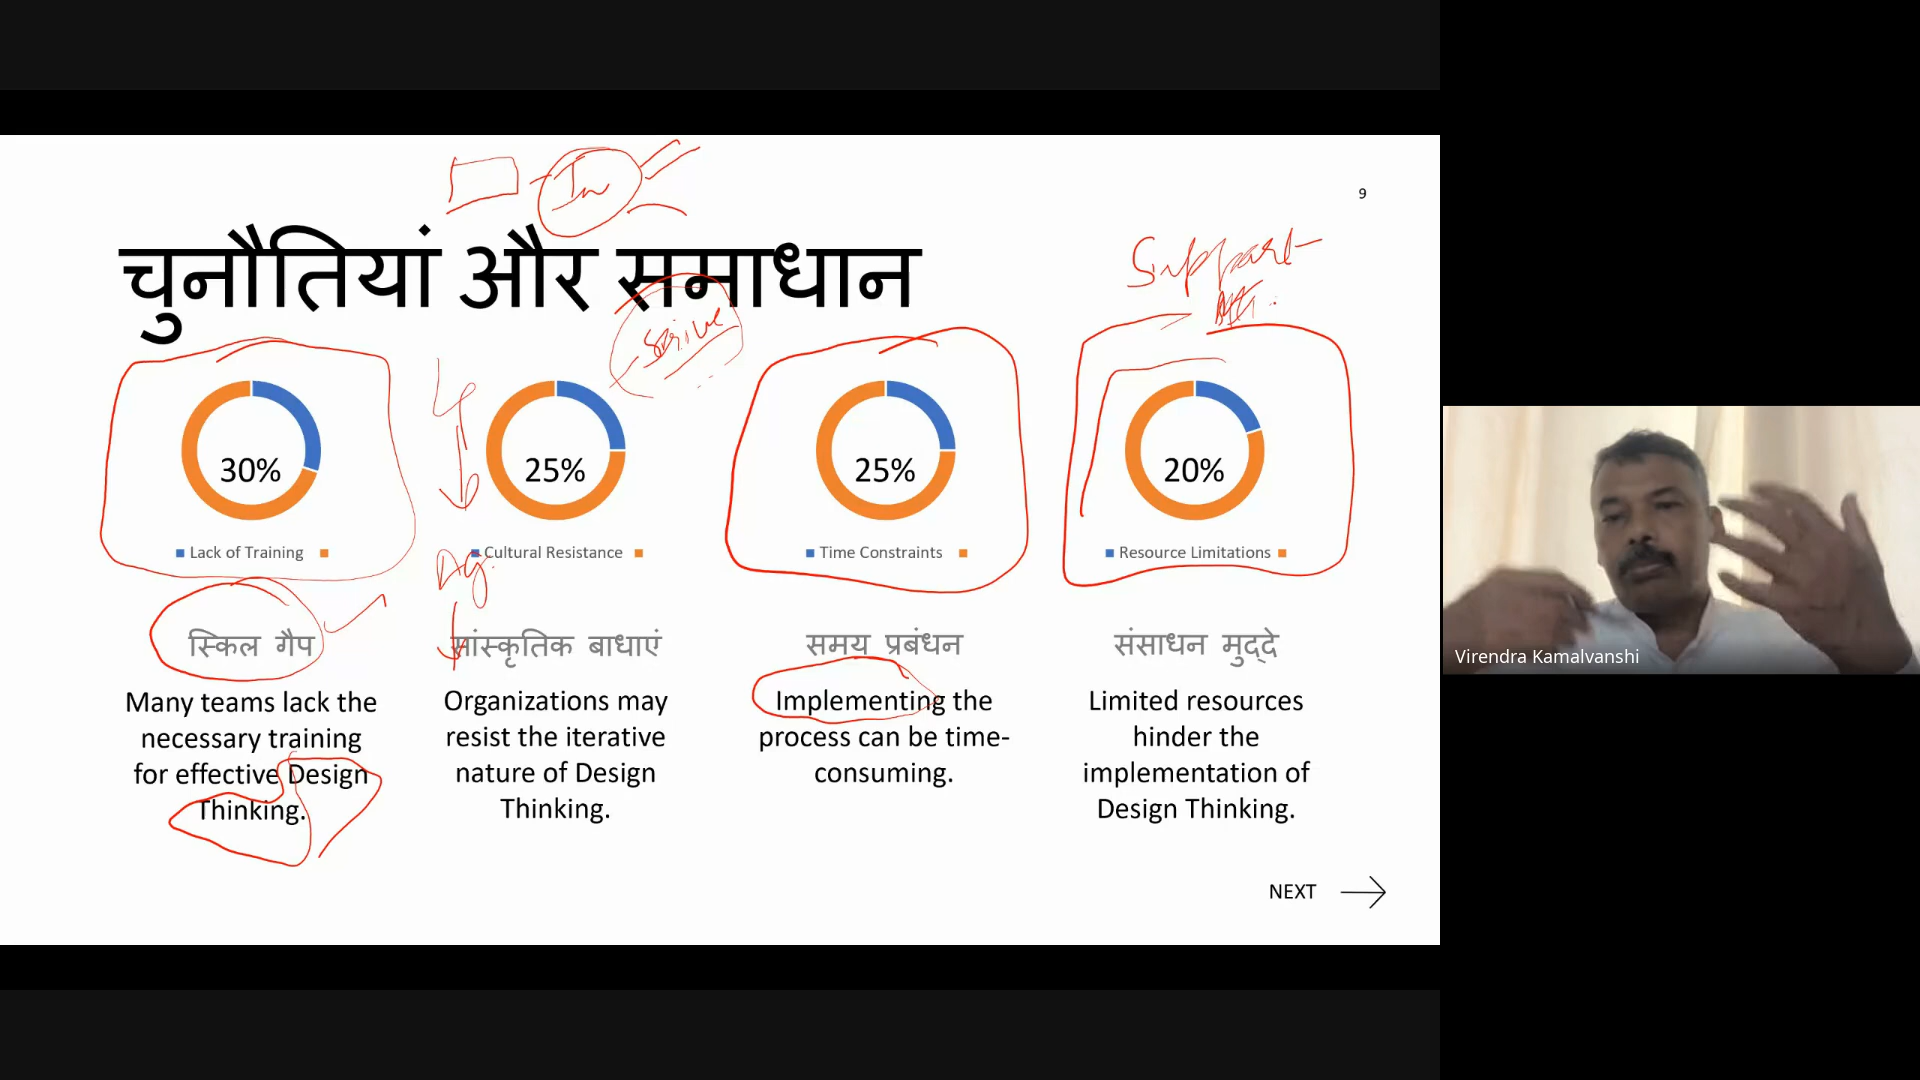 9
चुनौतियां और समाधान
In
Support
30%
25%
25%
20%
Lack of Training
Cultural Resistance
Time Constraints
Resource Limitations
स्किल गैप
सांस्कृतिक बाधाएं
समय प्रबंधन
संसाधन मुद्दे
Many teams lack the
necessary training
for effective Design
Thinking.
Organizations may
resist the iterative
nature of Design
Thinking.
Implementing the
process can be time-
consuming.
Limited resources
hinder the
implementation of
Design Thinking.
NEXT
Virendra Kamalvanshi